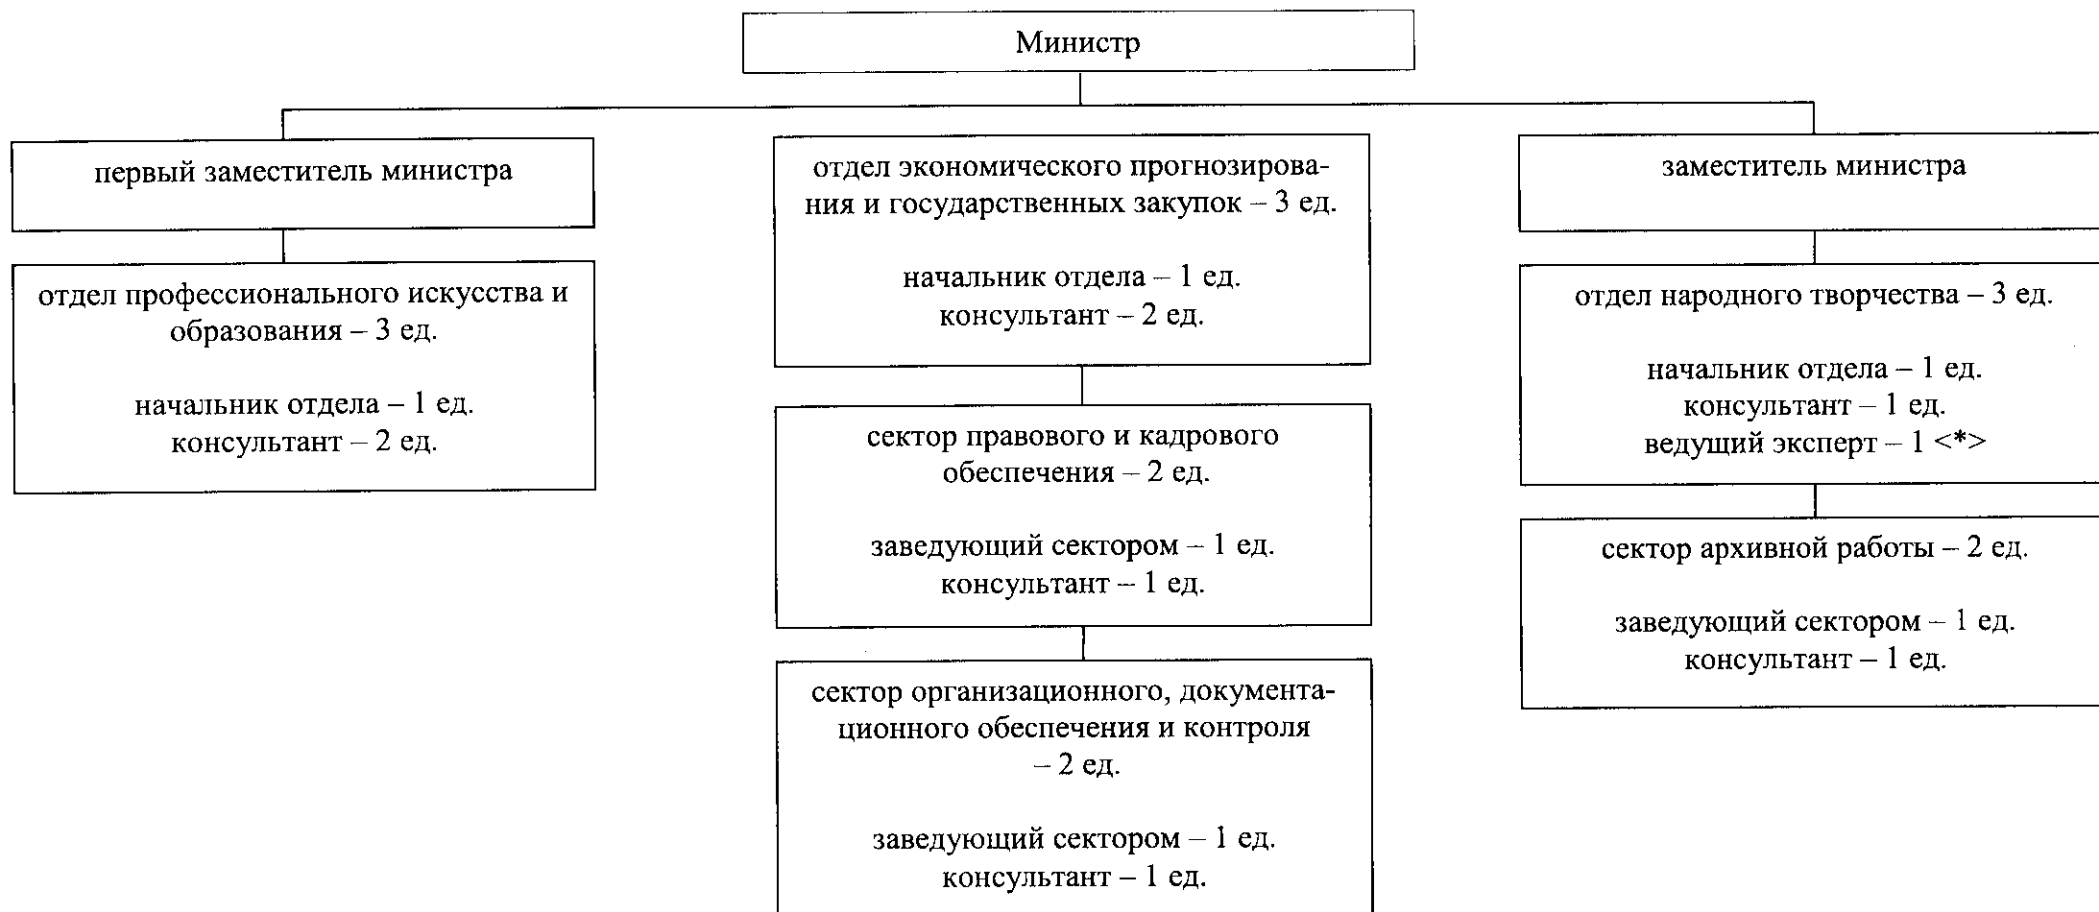 Министр
первый заместитель министра
отдел профессионального искусства и
образования – 3 ед.
начальник отдела – 1 ед.
консультант – 2 ед.
отдел экономического прогнозирова-
ния и государственных закупок – 3 ед.
начальник отдела – 1 ед.
консультант – 2 ед.
сектор правового и кадрового
обеспечения – 2 ед.
заведующий сектором – 1 ед.
консультант – 1 ед.
сектор организационного, документа-
ционного обеспечения и контроля
– 2 ед.
заведующий сектором – 1 ед.
консультант – 1 ед.
заместитель министра
отдел народного творчества – 3 ед.
начальник отдела – 1 ед.
консультант – 1 ед.
ведущий эксперт – 1 <*>
сектор архивной работы – 2 ед.
заведующий сектором – 1 ед.
консультант – 1 ед.